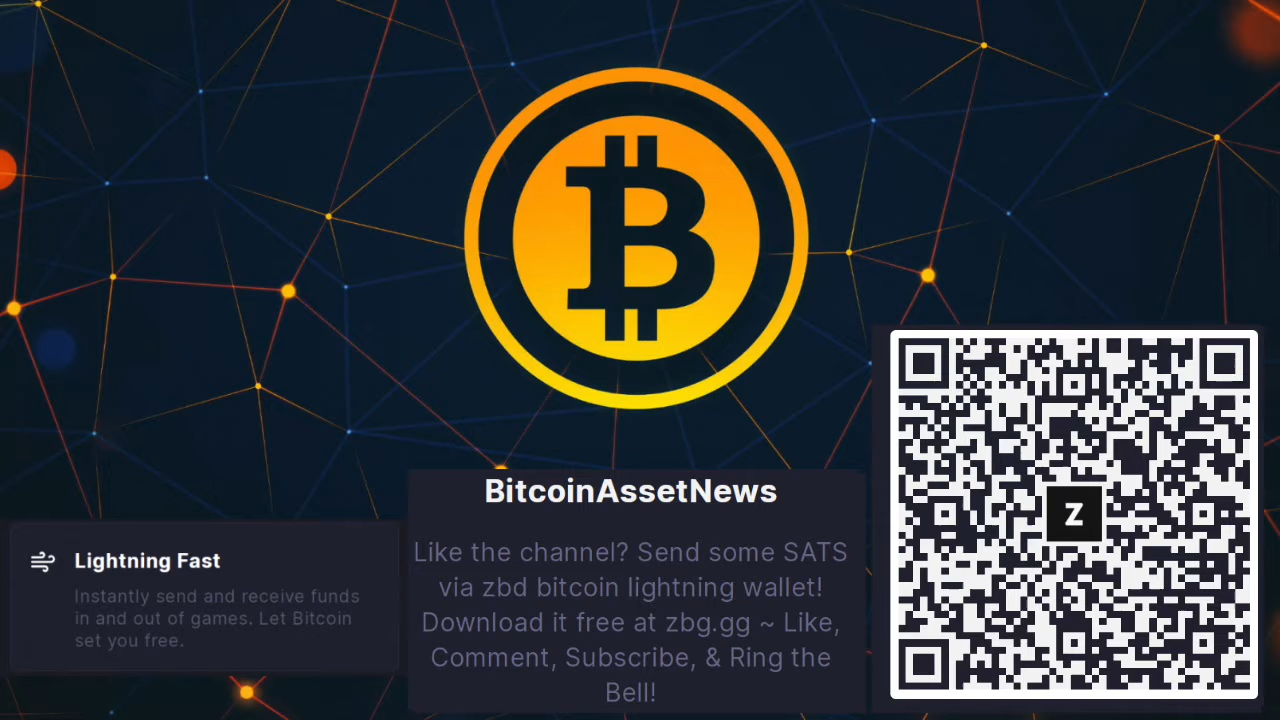 BitcoinAssetNews
Like the channel? Send some SATS
via zbd bitcoin lightning wallet!
Download it free at zbg.gg ~ Like,
Comment, Subscribe, & Ring the
Bell!
Lightning Fast
Instantly send and receive funds
in and out of games. Let Bitcoin
set you free.
Z